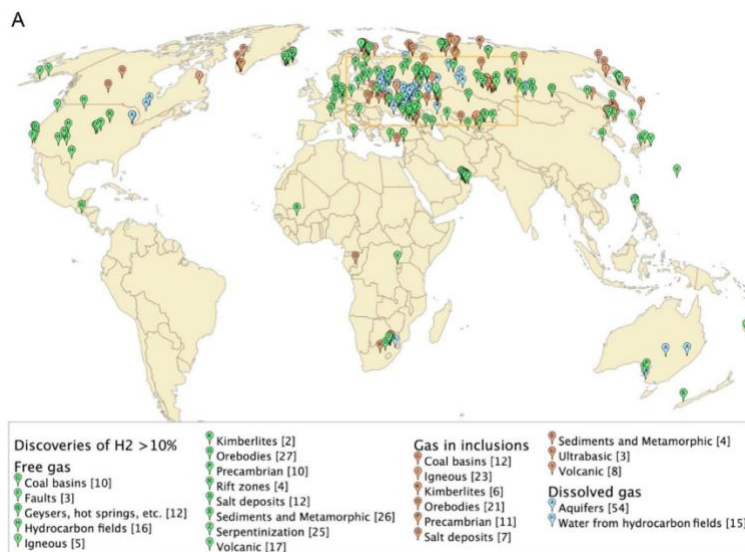 A
Discoveries of H2 >10%
Free gas
Coal basins [10]
Faults [3]
Geysers, hot springs, etc. [12]
Hydrocarbon fields [16]
Igneous [5]
Kimberlites [2]
Orebodies [27]
Precambrian [10]
Rift zones [4]
Salt deposits [12]
Sediments and Metamorphic [26]
Serpentinization [25]
Volcanic [17]
Gas in inclusions
Coal basins [12]
Igneous [23]
Kimberlites [6]
Orebodies [21]
Precambrian [11]
Salt deposits [7]
Sediments and Metamorphic [4]
Ultrabasic [3]
Volcanic [8]
Dissolved gas
Aquifers [54]
Water from hydrocarbon fields [15]